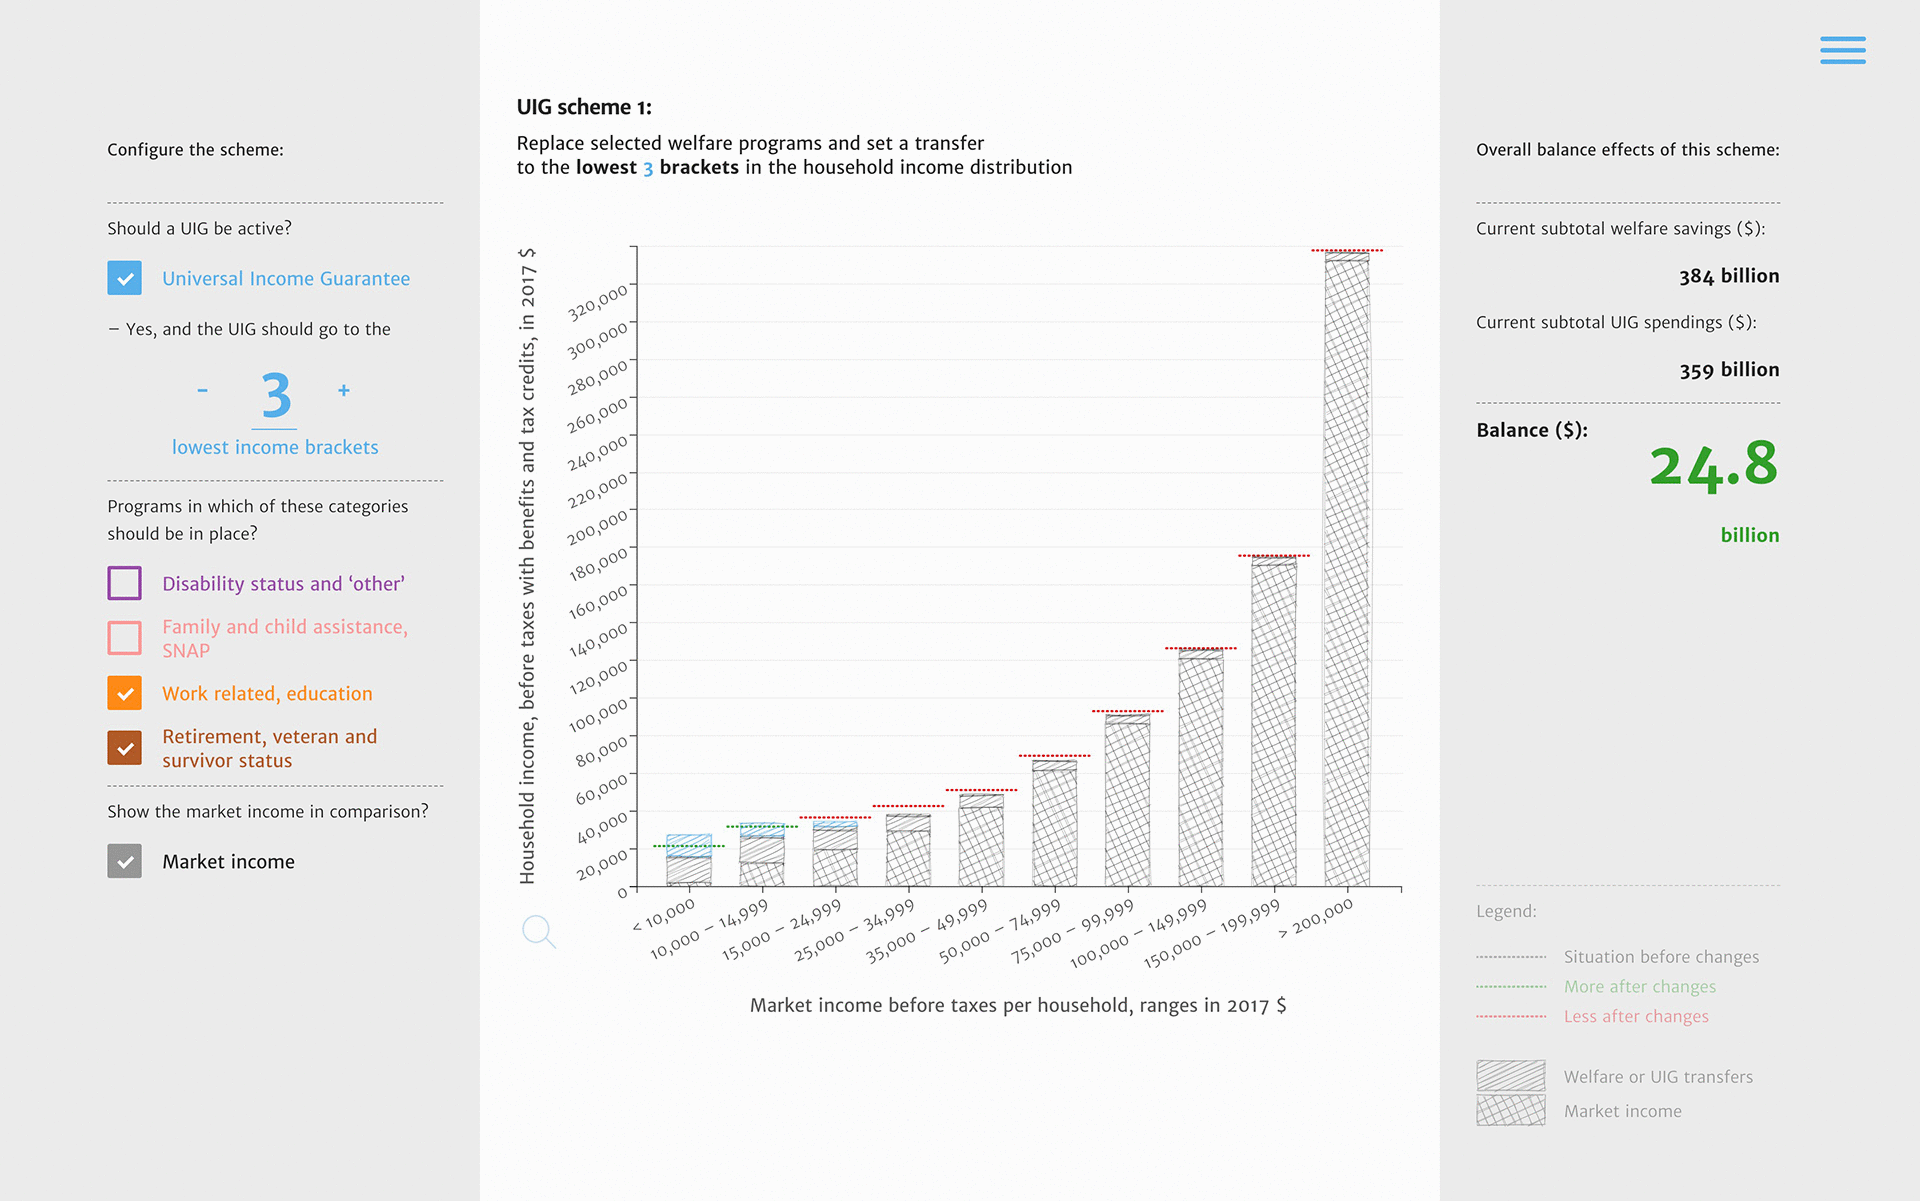 Configure the scheme:
Should a UIG be active?
Universal Income Guarantee
– Yes, and the UIG should go to the
- 3 +
lowest income brackets
Programs in which of these categories
should be in place?
Disability status and ‘other’
Family and child assistance,
SNAP
Work related, education
Retirement, veteran and
survivor status
Show the market income in comparison?
Market income
UIG scheme 1:
Replace selected welfare programs and set a transfer
to the lowest 3 brackets in the household income distribution
Household income, before taxes with benefits and tax credits, in 2017 $
320,000
300,000
280,000
260,000
240,000
220,000
200,000
180,000
160,000
140,000
120,000
100,000
80,000
60,000
40,000
20,000
0
< 10,000
10,000 – 14,999
15,000 – 24,999
25,000 – 34,999
35,000 – 49,999
50,000 – 74,999
75,000 – 99,999
100,000 – 149,999
150,000 – 199,999
> 200,000
Market income before taxes per household, ranges in 2017 $
Overall balance effects of this scheme:
Current subtotal welfare savings ($):
384 billion
Current subtotal UIG spendings ($):
359 billion
Balance ($):
24.8
billion
Legend:
Situation before changes
More after changes
Less after changes
Welfare or UIG transfers
Market income